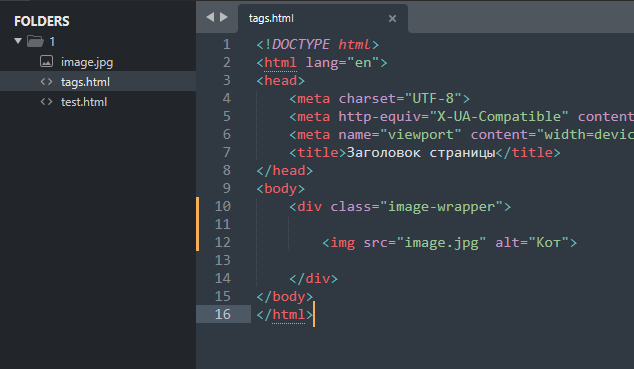 FOLDERS
1
image.jpg
tags.html
test.html
tags.html ×
1 <!DOCTYPE html>
2 <html lang="en">
3 <head>
4 <meta charset="UTF-8">
5 <meta http-equiv="X-UA-Compatible" content
6 <meta name="viewport" content="width=devic
7 <title>Заголовок страницы</title>
8 </head>
9 <body>
10 <div class="image-wrapper">
11
12 <img src="image.jpg" alt="Кот">
13
14 </div>
15 </body>
16 </html>